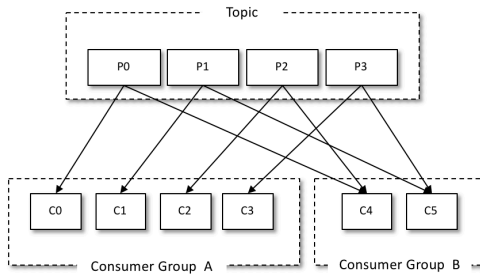 Topic
P0 P1 P2 P3
C0 C1 C2 C3 C4 C5
Consumer Group A Consumer Group B